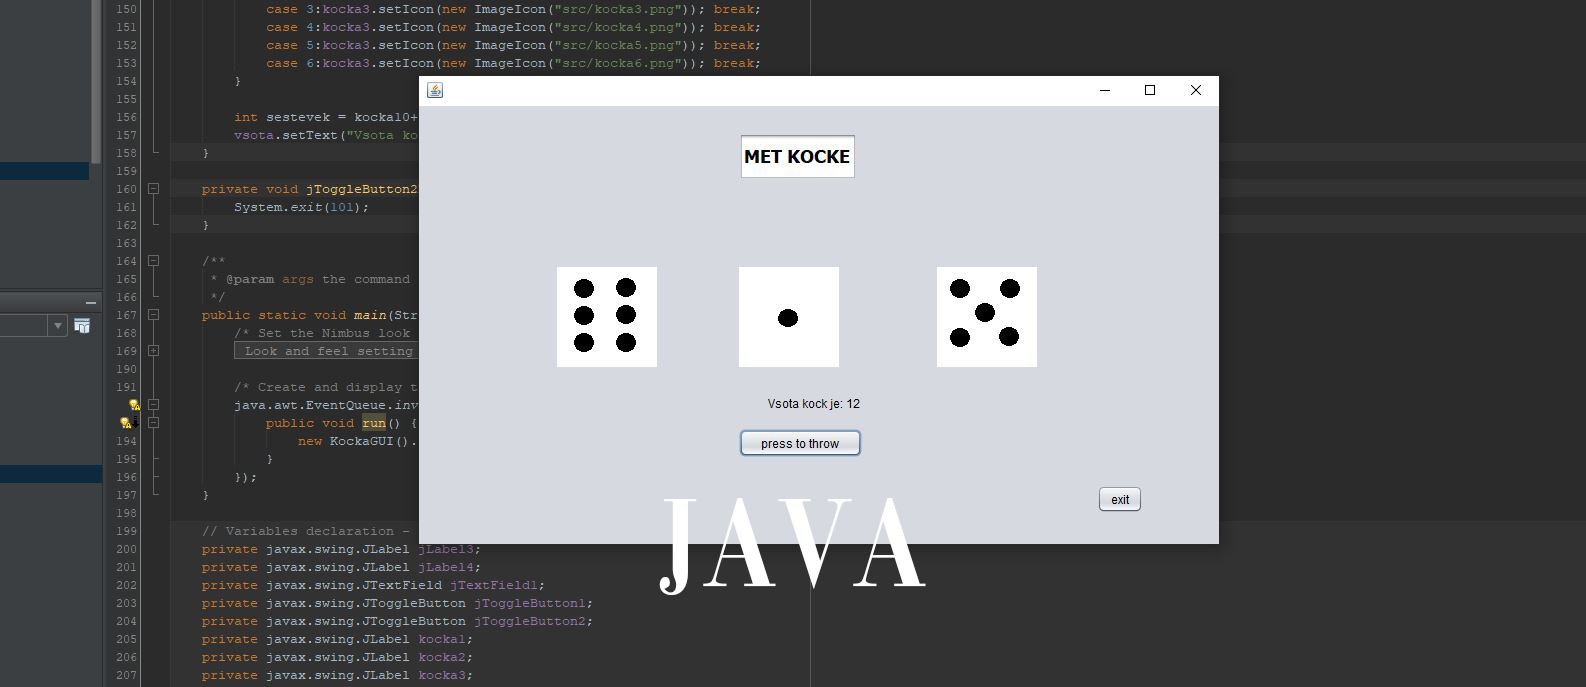 150 case 3:kocka3.setIcon(new ImageIcon("src/kocka3.png")); break;
151 case 4:kocka3.setIcon(new ImageIcon("src/kocka4.png")); break;
152 case 5:kocka3.setIcon(new ImageIcon("src/kocka5.png")); break;
153 case 6:kocka3.setIcon(new ImageIcon("src/kocka6.png")); break;
154 }
155
156 int sestevek = kocka10+
157 vsota.setText("Vsota ko
158 }
159
160 private void jToggleButton2
161 System.exit(101);
162 }
163
164 /**
165 * @param args the command
166 */
167 public static void main(Str
168 /* Set the Nimbus look
169 Look and feel setting
190
191 /* Create and display t
java.awt.EventQueue.inv
public void run() {
194 new KockaGUI().
195 }
196 });
197 }
198
199 // Variables declaration -
200 private javax.swing.JLabel jLabel3;
201 private javax.swing.JLabel jLabel4;
202 private javax.swing.JTextField jTextField1;
203 private javax.swing.JToggleButton jToggleButton1;
204 private javax.swing.JToggleButton jToggleButton2;
205 private javax.swing.JLabel kocka1;
206 private javax.swing.JLabel kocka2;
207 private javax.swing.JLabel kocka3;
MET KOCKE
Vsota kock je: 12
press to throw
exit
JAVA